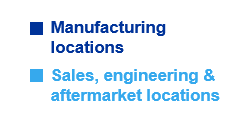 Manufacturing
locations
Sales, engineering &
aftermarket locations